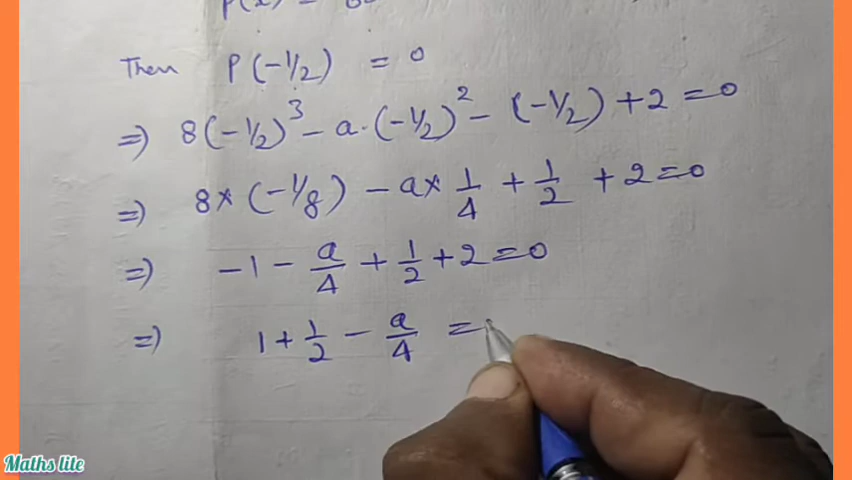 Then P(-1/2) = 0
=) 8(-1/2)³ - a.(-1/2)² - (-1/2) + 2 = 0
=) 8 × (-1/8) - a × 1/4 + 1/2 + 2 = 0
=) -1 - a/4 + 1/2 + 2 = 0
=) 1 + 1/2 - a/4 =
Maths lite